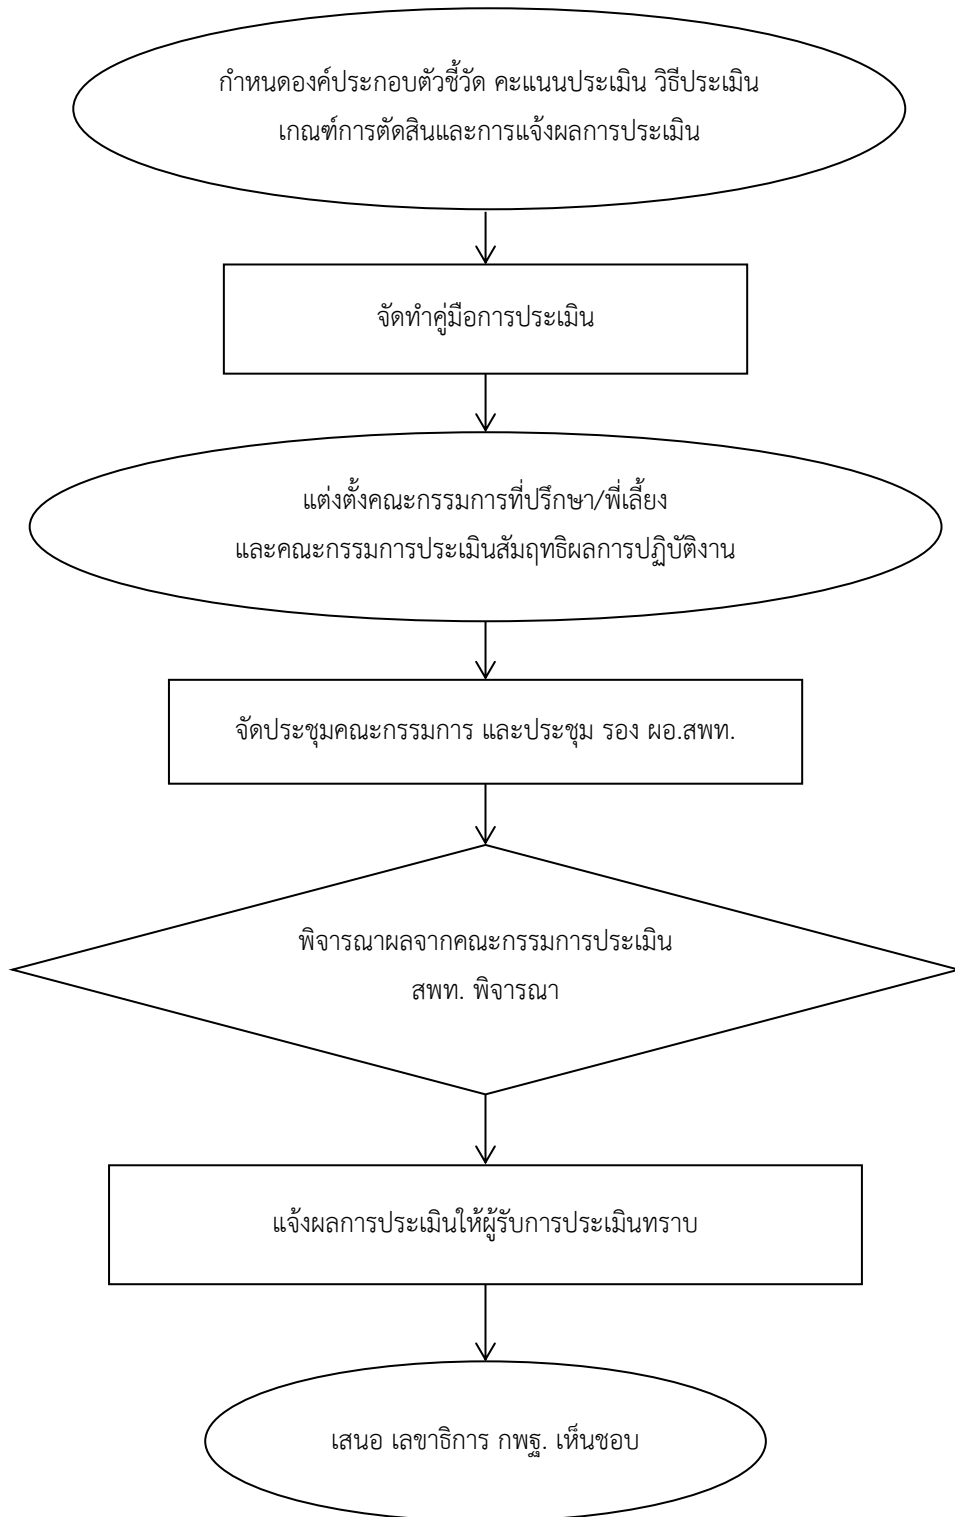 กำหนดองค์ประกอบตัวชี้วัด คะแนนประเมิน วิธีประเมิน
เกณฑ์การตัดสินและการแจ้งผลการประเมิน
จัดทำคู่มือการประเมิน
แต่งตั้งคณะกรรมการที่ปรึกษา/พี่เลี้ยง
และคณะกรรมการประเมินสัมฤทธิผลการปฏิบัติงาน
จัดประชุมคณะกรรมการ และประชุม รอง ผอ.สพท.
พิจารณาผลจากคณะกรรมการประเมิน
สพท. พิจารณา
แจ้งผลการประเมินให้ผู้รับการประเมินทราบ
เสนอ เลขาธิการ กพฐ. เห็นชอบ